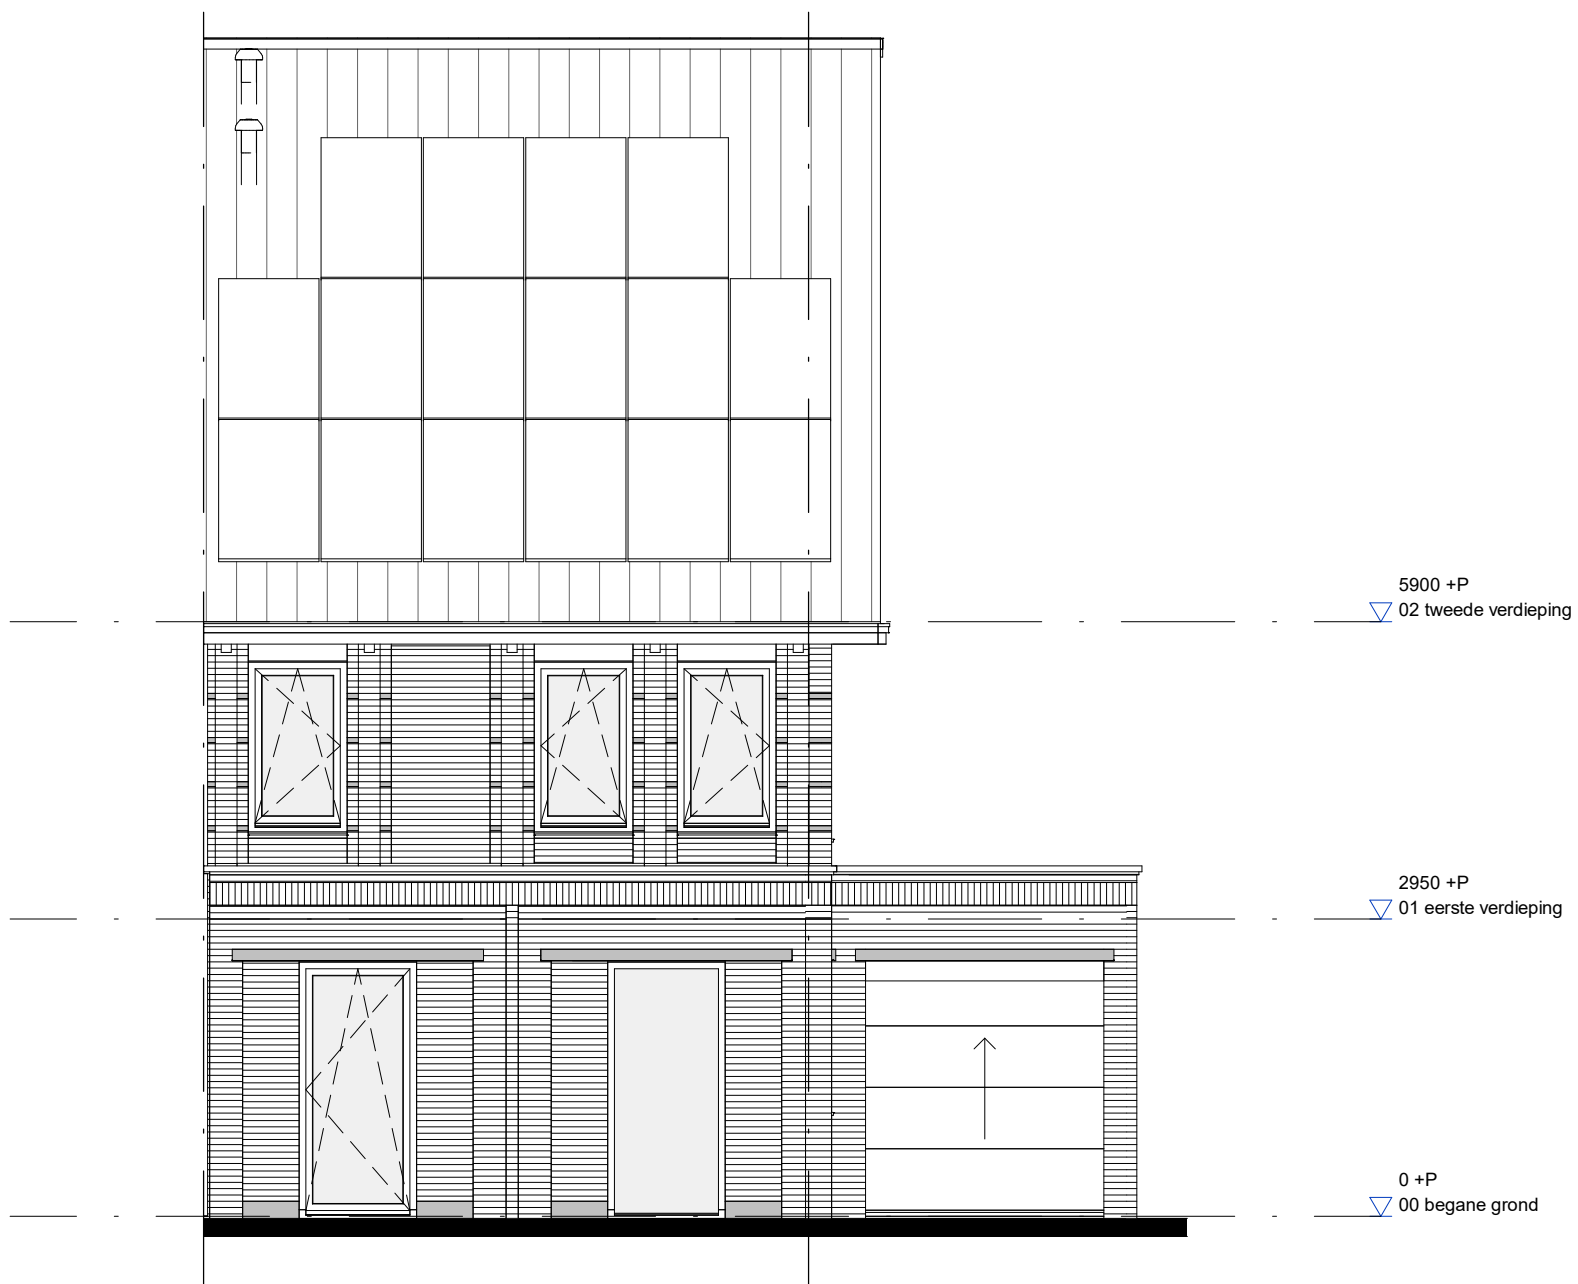 5900 +P
02 tweede verdieping
2950 +P
01 eerste verdieping
0 +P
00 begane grond